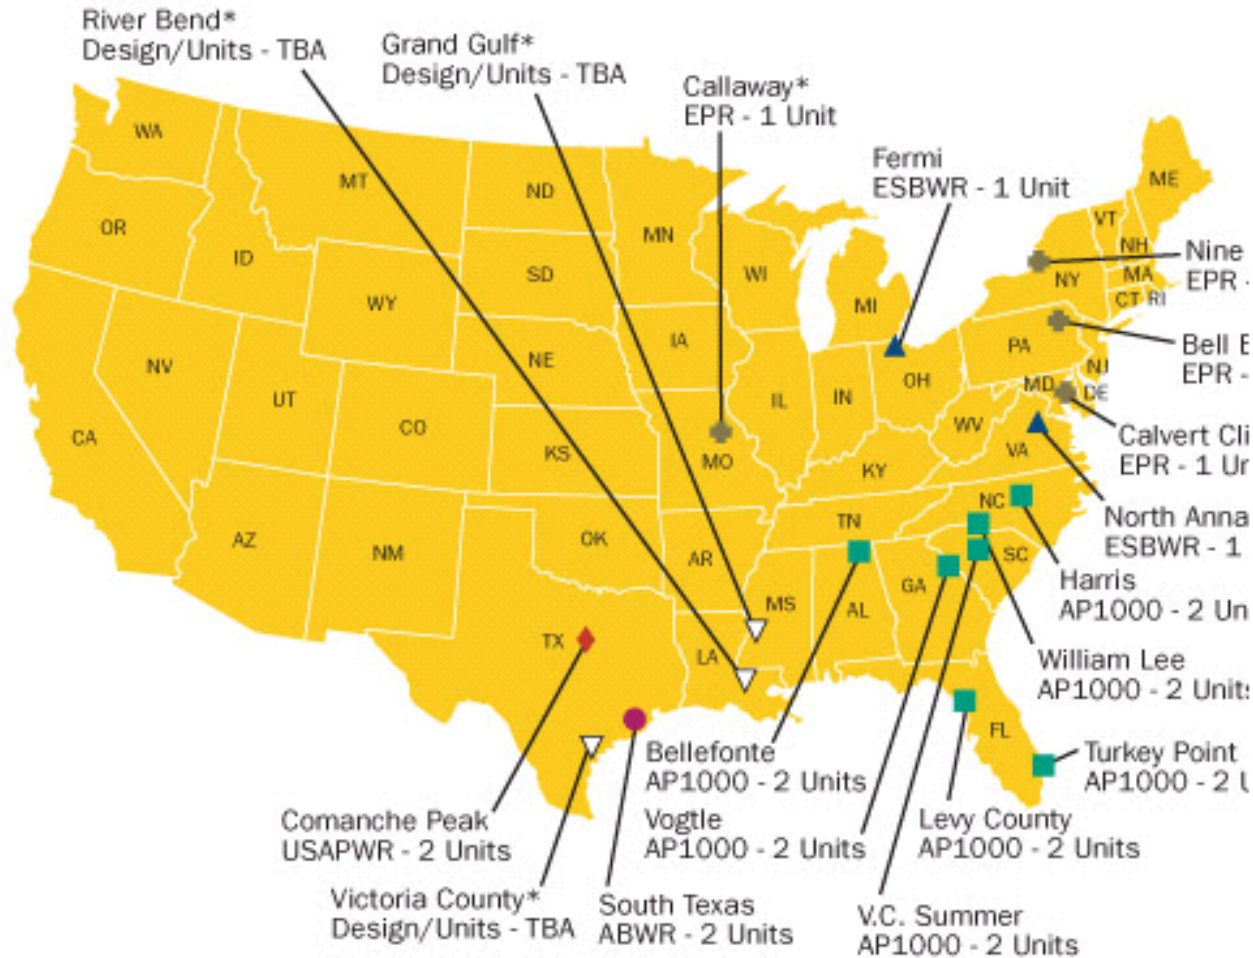 River Bend*
Design/Units - TBA
Grand Gulf*
Design/Units - TBA
Callaway*
EPR - 1 Unit
Fermi
ESBWR - 1 Unit
WA
MT
ND
MN
ME
VT
NH
OR
ID
SD
WI
MI
NY
MA
CT RI
Nine
EPR -
WY
IA
NE
PA
NJ
Bell
EPR -
NV
UT
CO
IL
IN
OH
MD
DE
CA
KS
MO
KY
WV
VA
Calvert
EPR - 1
AZ
NM
OK
AR
TN
NC
SC
North Anna
ESBWR - 1
Harris
AP1000 - 2
TX
LA
MS
AL
GA
FL
William Lee
AP1000 - 2 Units
Turkey Point
AP1000 - 2
Bellefonte
AP1000 - 2 Units
Vogtle
AP1000 - 2 Units
Levy County
AP1000 - 2 Units
Comanche Peak
USAPWR - 2 Units
Victoria County*
Design/Units - TBA
South Texas
ABWR - 2 Units
V.C. Summer
AP1000 - 2 Units